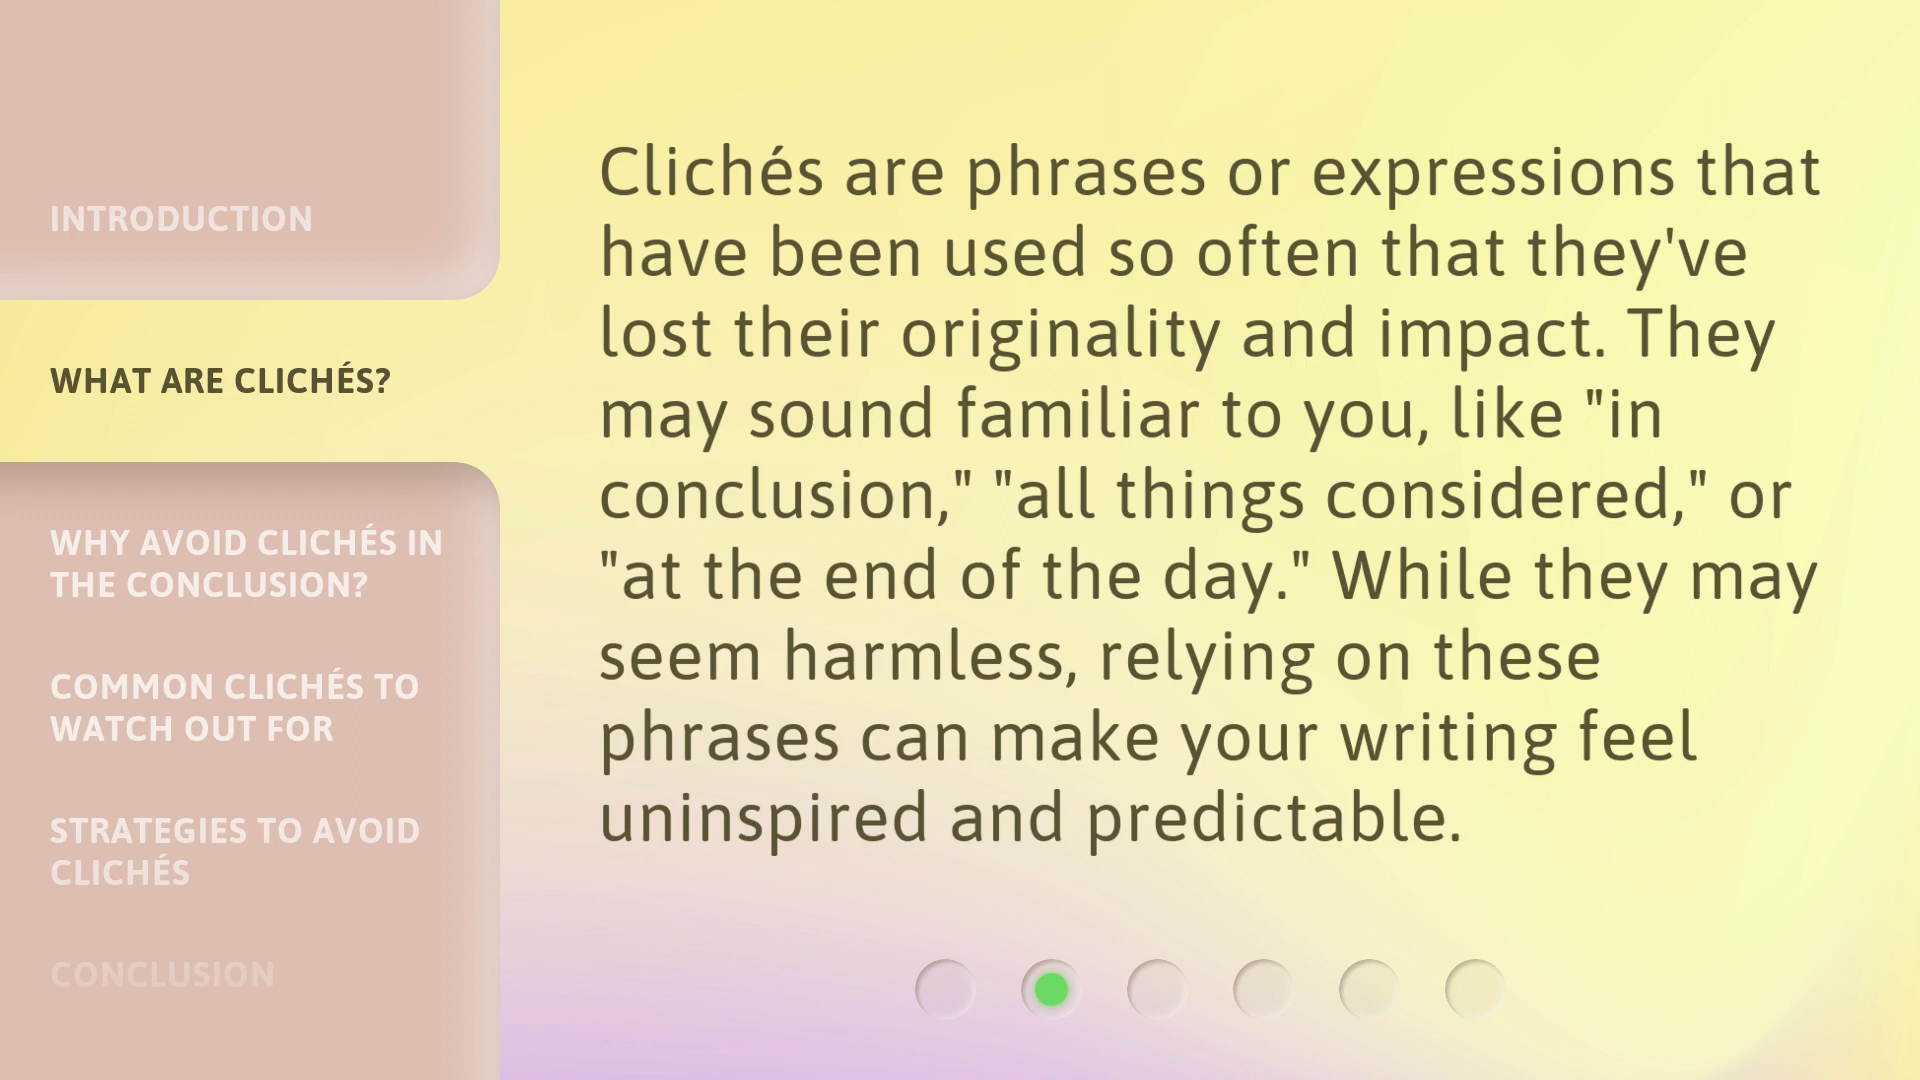 INTRODUCTION
WHAT ARE CLICHÉS?
WHY AVOID CLICHÉS IN
THE CONCLUSION?
COMMON CLICHÉS TO
WATCH OUT FOR
STRATEGIES TO AVOID
CLICHÉS
CONCLUSION
Clichés are phrases or expressions that
have been used so often that they've
lost their originality and impact. They
may sound familiar to you, like "in
conclusion," "all things considered," or
"at the end of the day." While they may
seem harmless, relying on these
phrases can make your writing feel
uninspired and predictable.